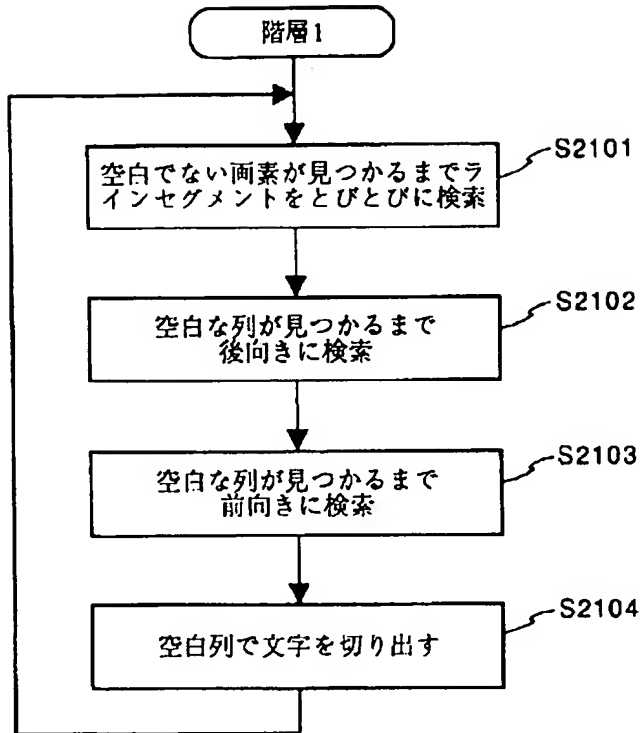 階層1
S2101
空白でない画素が見つかるまでラ
インセグメントをとびとびに検索
S2102
空白な列が見つかるまで
後向きに検索
S2103
空白な列が見つかるまで
前向きに検索
S2104
空白列で文字を切り出す